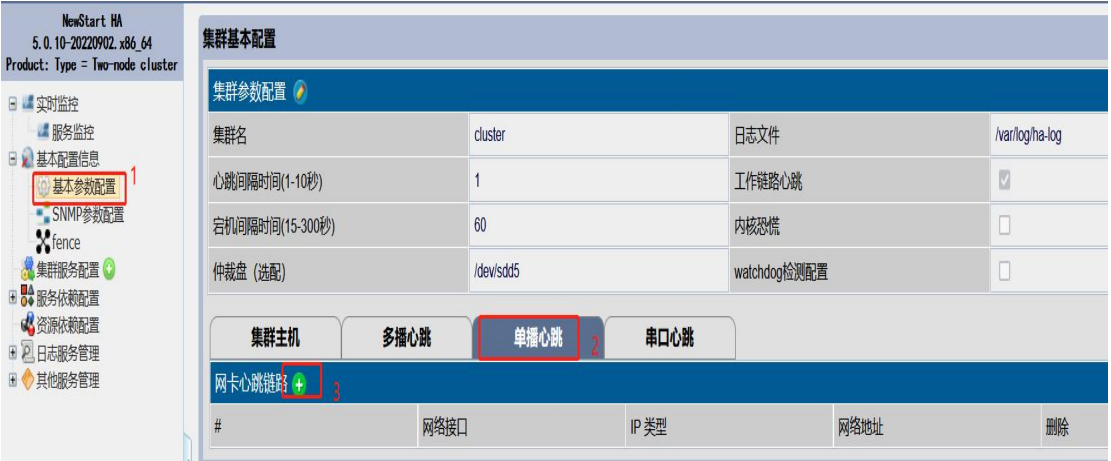 NewStart HA
5.0.10-20220902.x86_64
Product: Type = Two-node cluster
实时监控
服务监控
基本配置信息
基本参数配置 1
SNMP参数配置
fence
集群服务配置
服务依赖配置
资源依赖配置
日志服务管理
其他服务管理
集群基本配置
集群参数配置
集群名 cluster 日志文件 /var/log/ha-log
心跳间隔时间(1-10秒) 1 工作链路心跳
宕机间隔时间(15-300秒) 60 内核恐慌
仲裁盘 (选配) /dev/sdd5 watchdog检测配置
集群主机 多播心跳 单播心跳 2 串口心跳
网卡心跳链路 3
# 网络接口 IP 类型 网络地址 删除